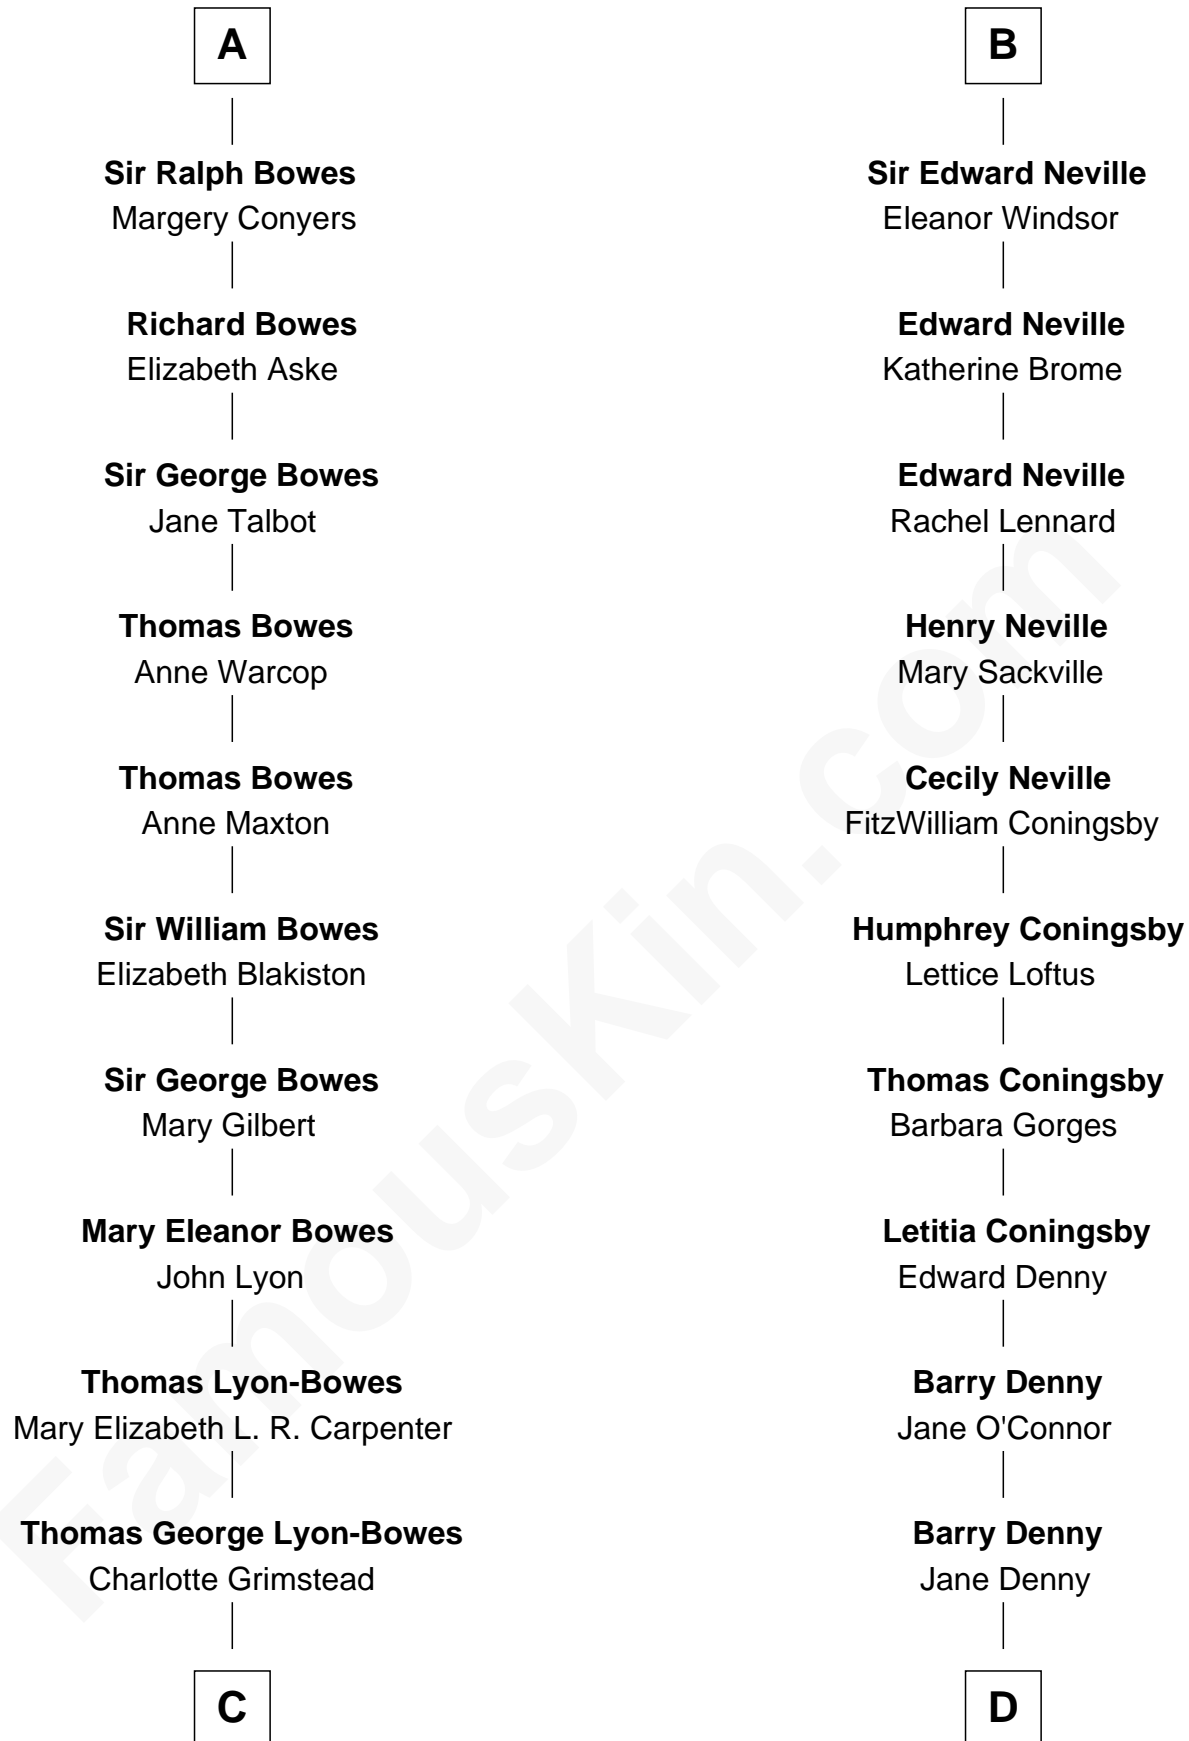 A
Sir Ralph Bowes
Margery Conyers
Richard Bowes
Elizabeth Aske
Sir George Bowes
Jane Talbot
Thomas Bowes
Anne Warcop
Thomas Bowes
Anne Maxton
Sir William Bowes
Elizabeth Blakiston
Sir George Bowes
Mary Gilbert
Mary Eleanor Bowes
John Lyon
Thomas Lyon-Bowes
Mary Elizabeth L. R. Carpenter
Thomas George Lyon-Bowes
Charlotte Grimstead
C
B
Sir Edward Neville
Eleanor Windsor
Edward Neville
Katherine Brome
Edward Neville
Rachel Lennard
Henry Neville
Mary Sackville
Cecily Neville
FitzWilliam Coningsby
Humphrey Coningsby
Lettice Loftus
Thomas Coningsby
Barbara Gorges
Letitia Coningsby
Edward Denny
Barry Denny
Jane O'Connor
Barry Denny
Jane Denny
D
FamousKin.com